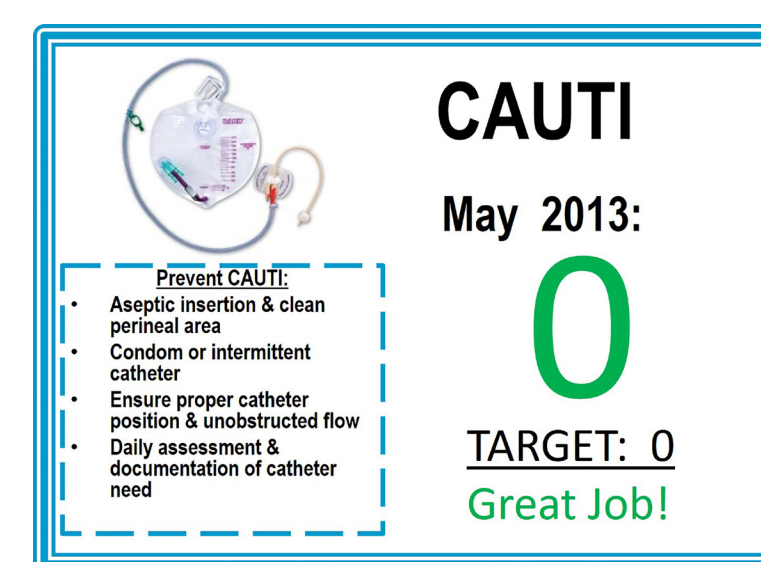 CAUTI
May 2013:
0
TARGET: 0
Great Job!
Prevent CAUTI:
• Aseptic insertion & clean
perineal area
• Condom or intermittent
catheter
• Ensure proper catheter
position & unobstructed flow
• Daily assessment &
documentation of catheter
need